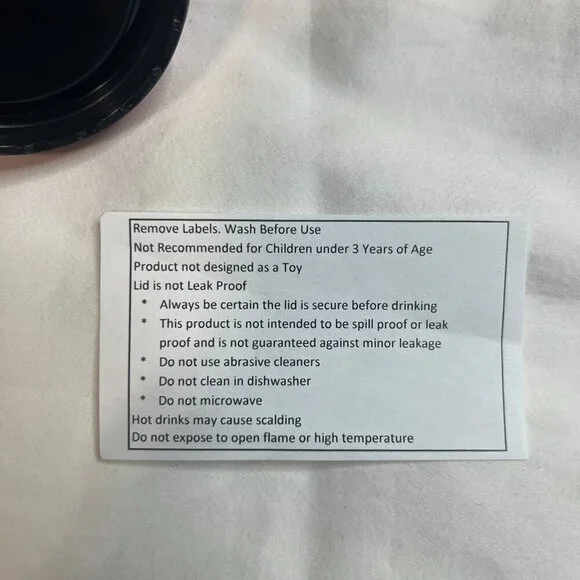 Remove Labels. Wash Before Use
Not Recommended for Children under 3 Years of Age
Product not designed as a Toy
Lid is not Leak Proof
* Always be certain the lid is secure before drinking
* This product is not intended to be spill proof or leak
proof and is not guaranteed against minor leakage
* Do not use abrasive cleaners
* Do not clean in dishwasher
* Do not microwave
Hot drinks may cause scalding
Do not expose to open flame or high temperature